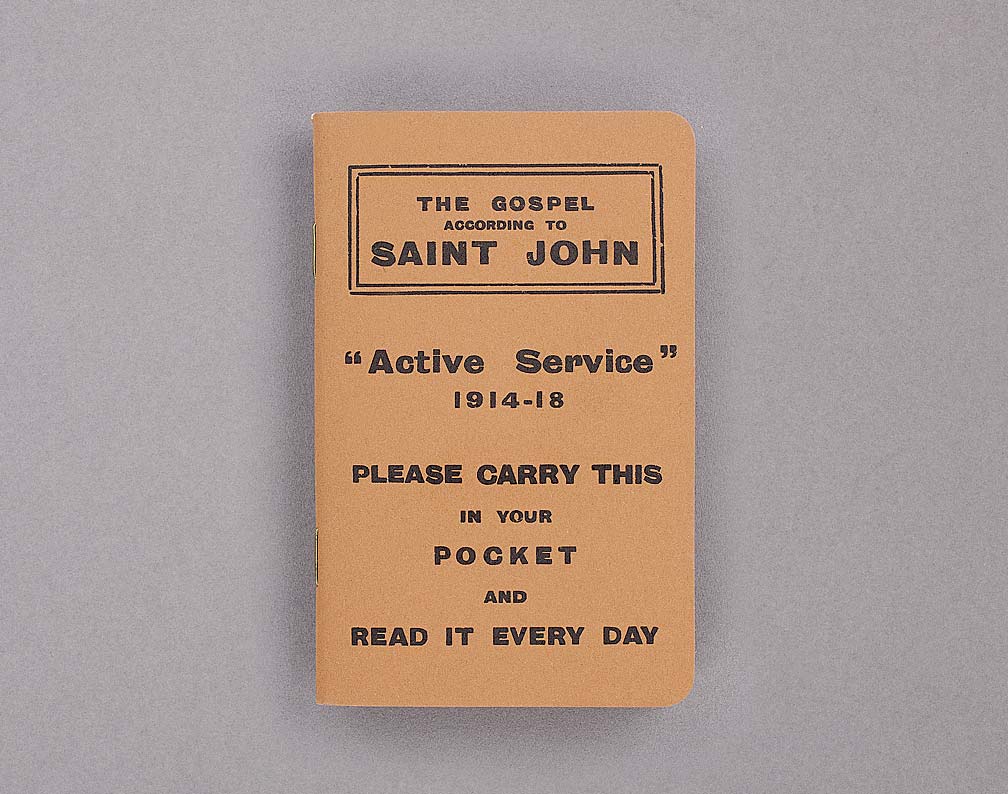 THE GOSPEL
ACCORDING TO
SAINT JOHN
“Active Service”
1914-18
PLEASE CARRY THIS
IN YOUR
POCKET
AND
READ IT EVERY DAY